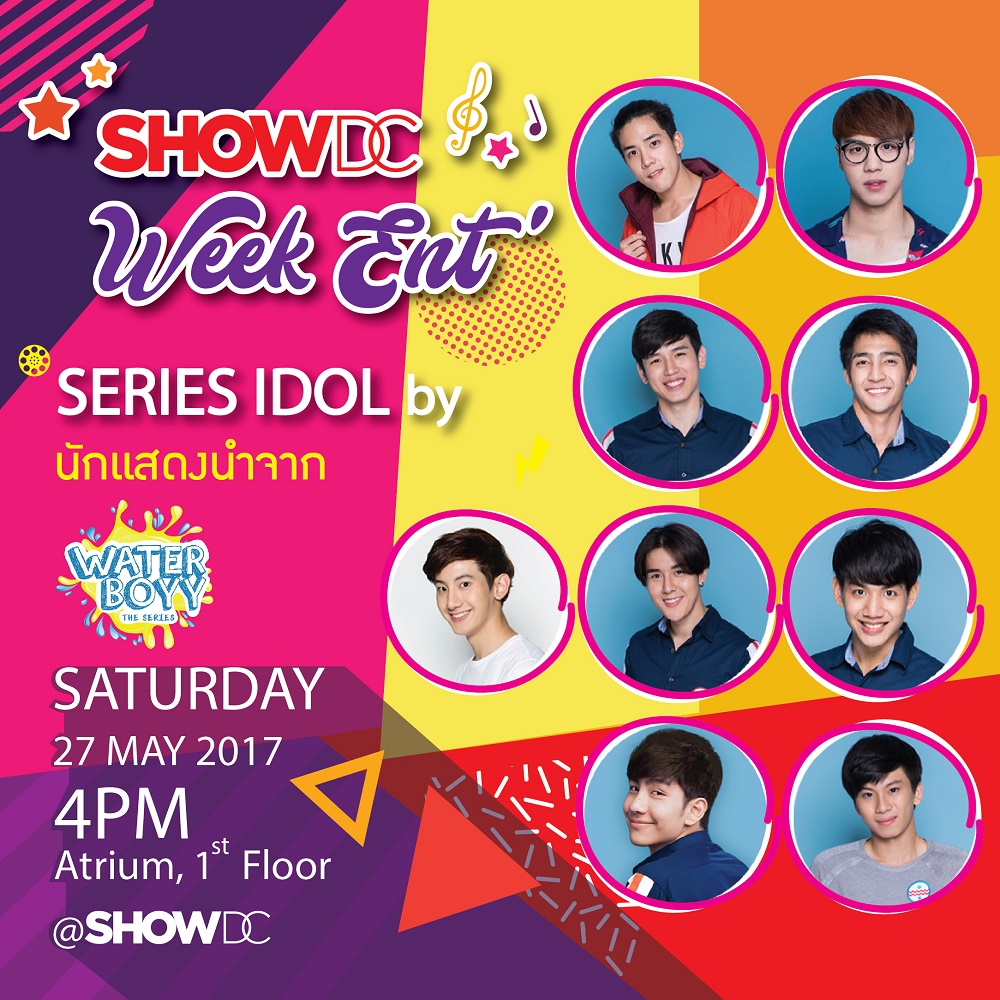 SHOWDC
Week Ent'
SERIES IDOL by
นักแสดงนำจาก
WATER
BOYY
THE SERIES
SATURDAY
27 MAY 2017
4PM
Atrium, 1st Floor
@SHOWDC